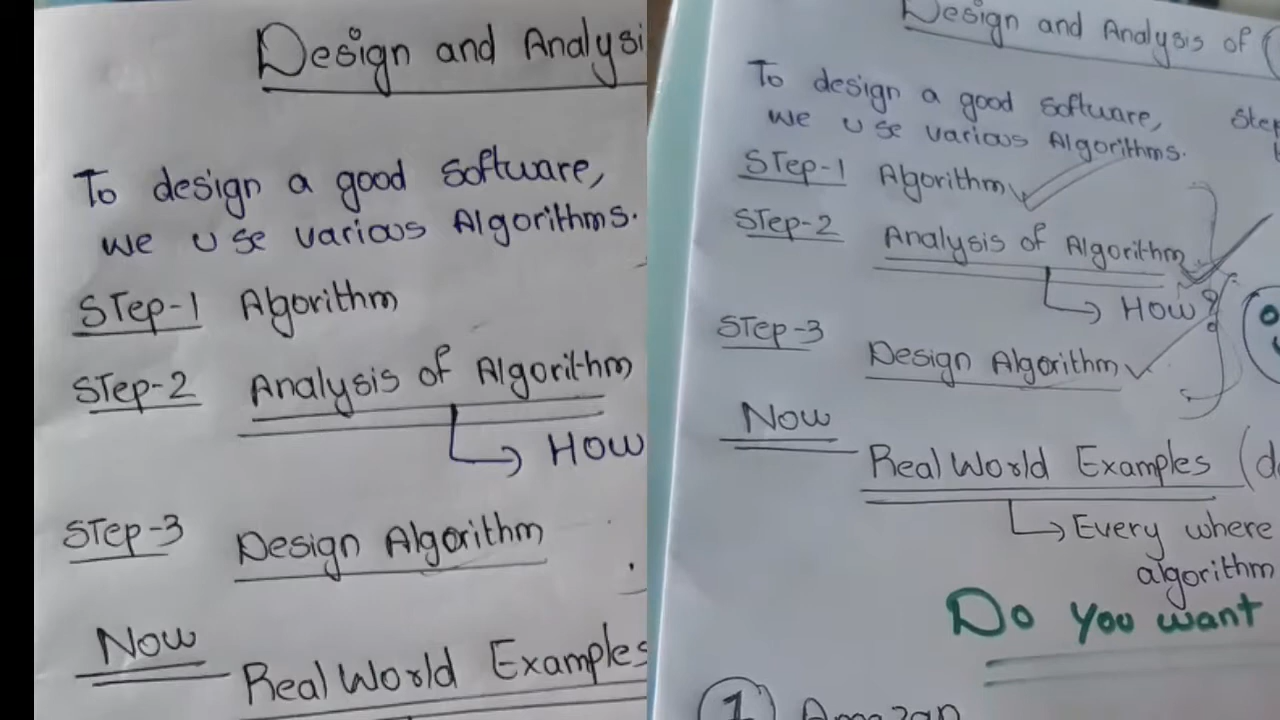 Design and Analysi
To design a good software,
we use various Algorithms.
STep-1 Algorithm
STep-2 Analysis of Algorithm
How
STep-3 Design Algorithm
Now
Real World Examples
Design and Analysis of
To design a good software,
we use various Algorithms.
Step
STep-1 Algorithm
STep-2 Analysis of Algorithm
How?
STep-3 Design Algorithm
Now
Real World Examples (d
Every where
algorithm
Do you want
1 Amazan